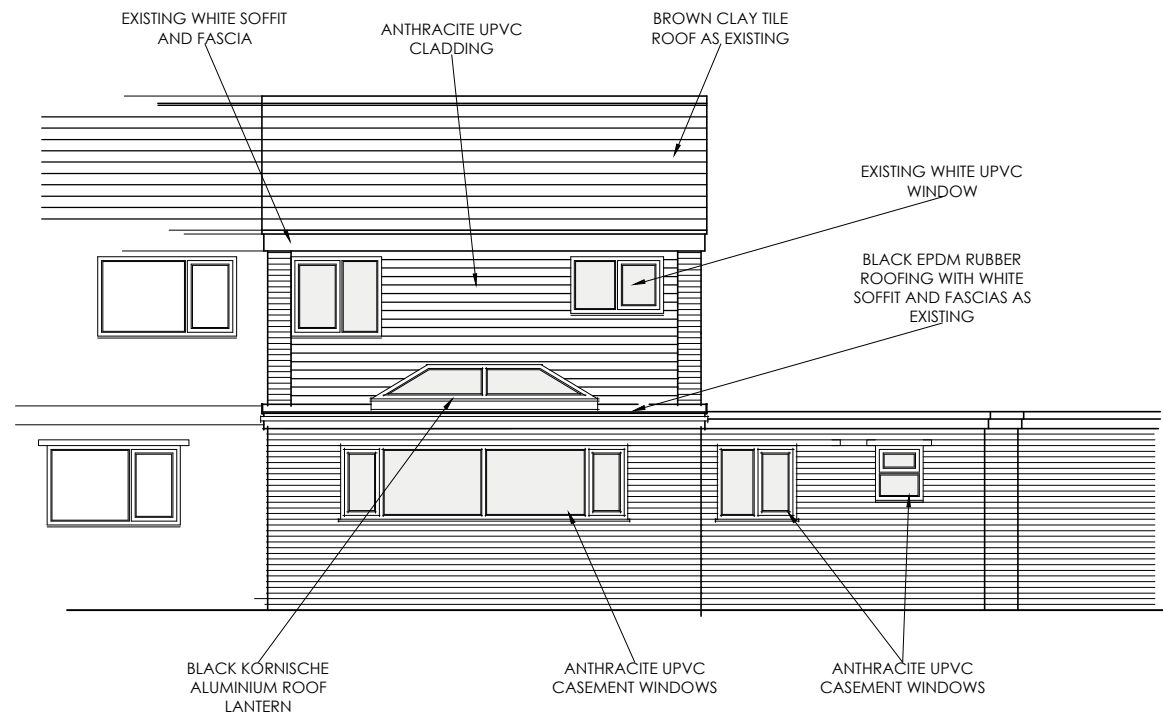 EXISTING WHITE SOFFIT
AND FASCIA
ANTHRACITE UPVC
CLADDING
BROWN CLAY TILE
ROOF AS EXISTING
EXISTING WHITE UPVC
WINDOW
BLACK EPDM RUBBER
ROOFING WITH WHITE
SOFFIT AND FASCIAS AS
EXISTING
BLACK KORNISCHE
ALUMINIUM ROOF
LANTERN
ANTHRACITE UPVC
CASEMENT WINDOWS
ANTHRACITE UPVC
CASEMENT WINDOWS